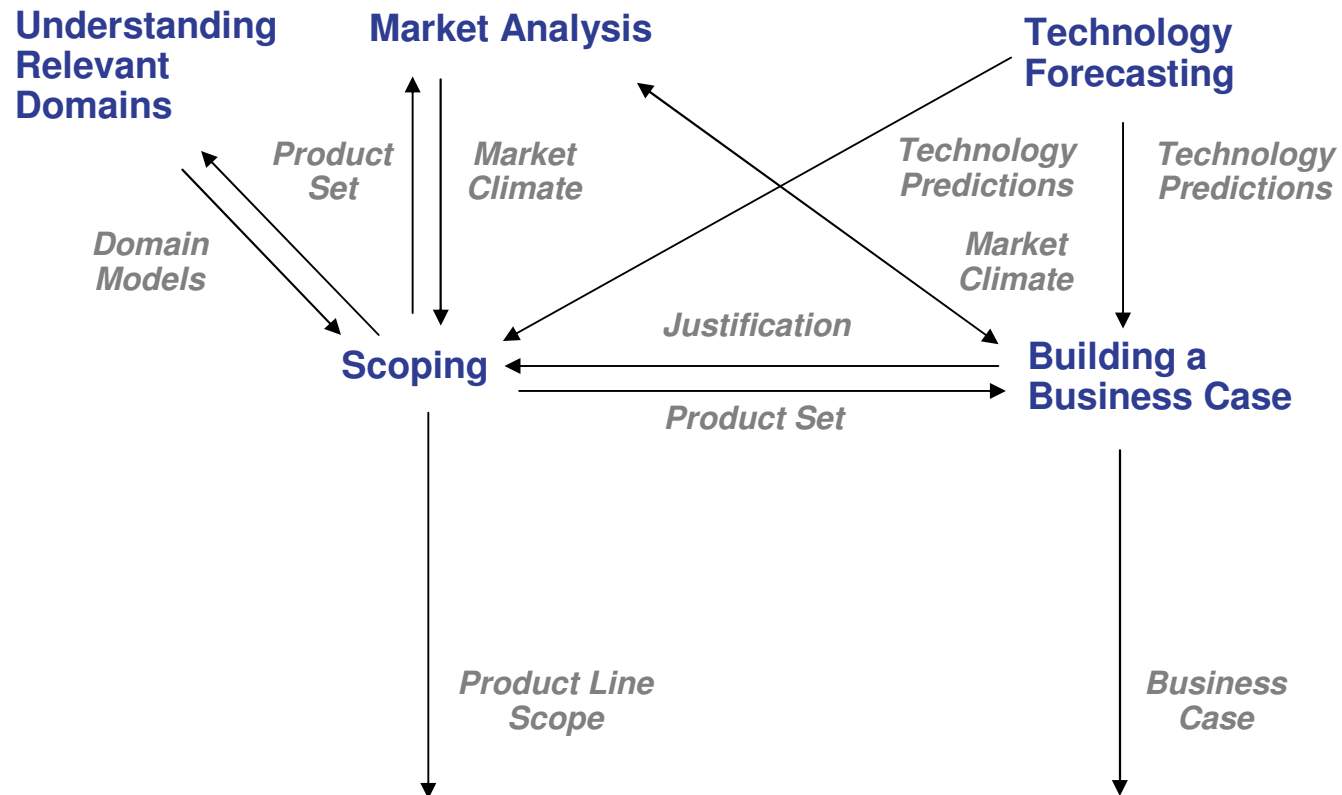 Understanding
Relevant
Domains
Market Analysis
Technology
Forecasting
Product
Set
Market
Climate
Technology
Predictions
Technology
Predictions
Domain
Models
Market
Climate
Justification
Scoping
Building a
Business Case
Product Set
Product Line
Scope
Business
Case